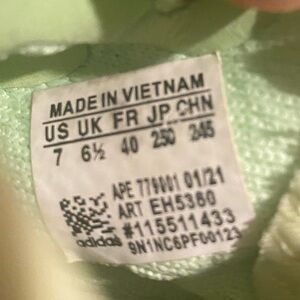 MADE IN VIETNAM
US UK FR JP CHN
7 6½ 40 250 245
APE 779001 01/21
ART EH5360
#115511433
adidas 9N1NC6PF00123